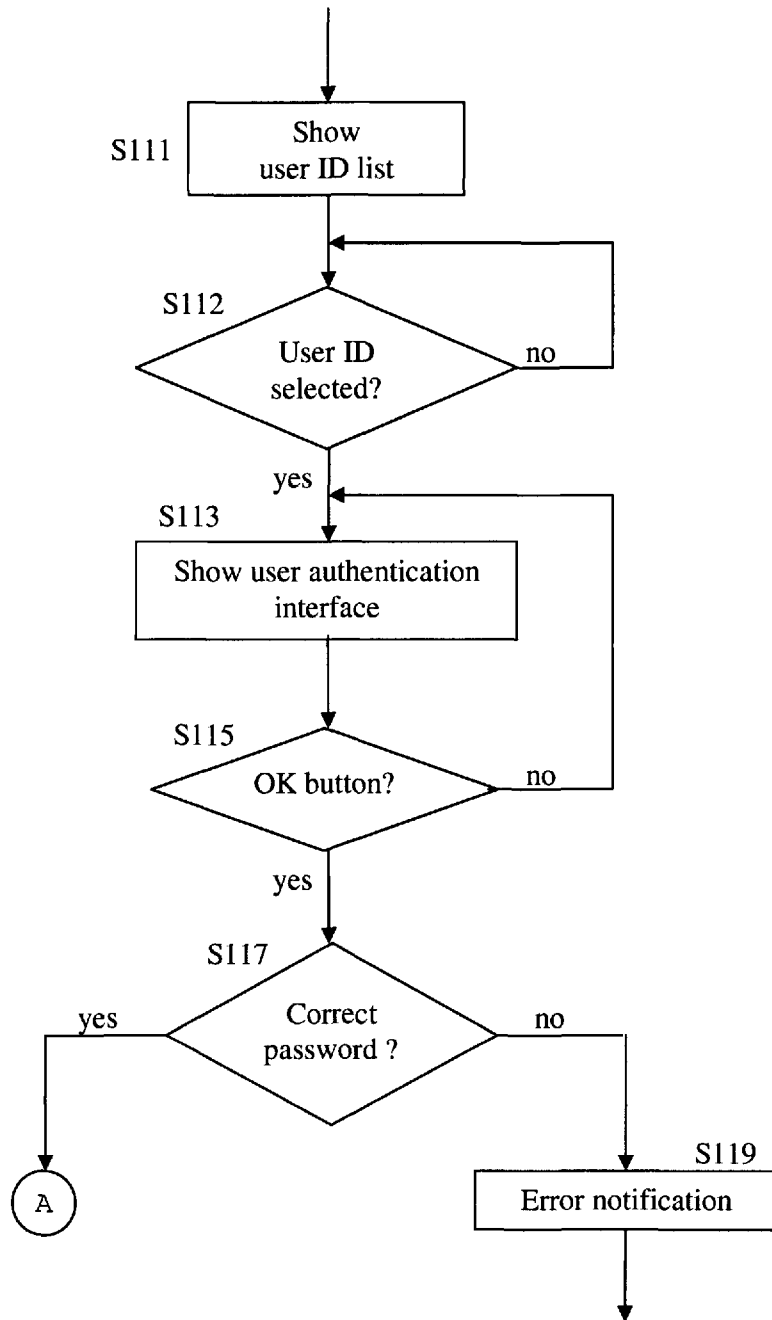 S111
Show
user ID list
S112
User ID
selected?
no
yes
S113
Show user authentication
interface
S115
OK button?
no
yes
S117
yes
Correct
password ?
no
S119
A
Error notification